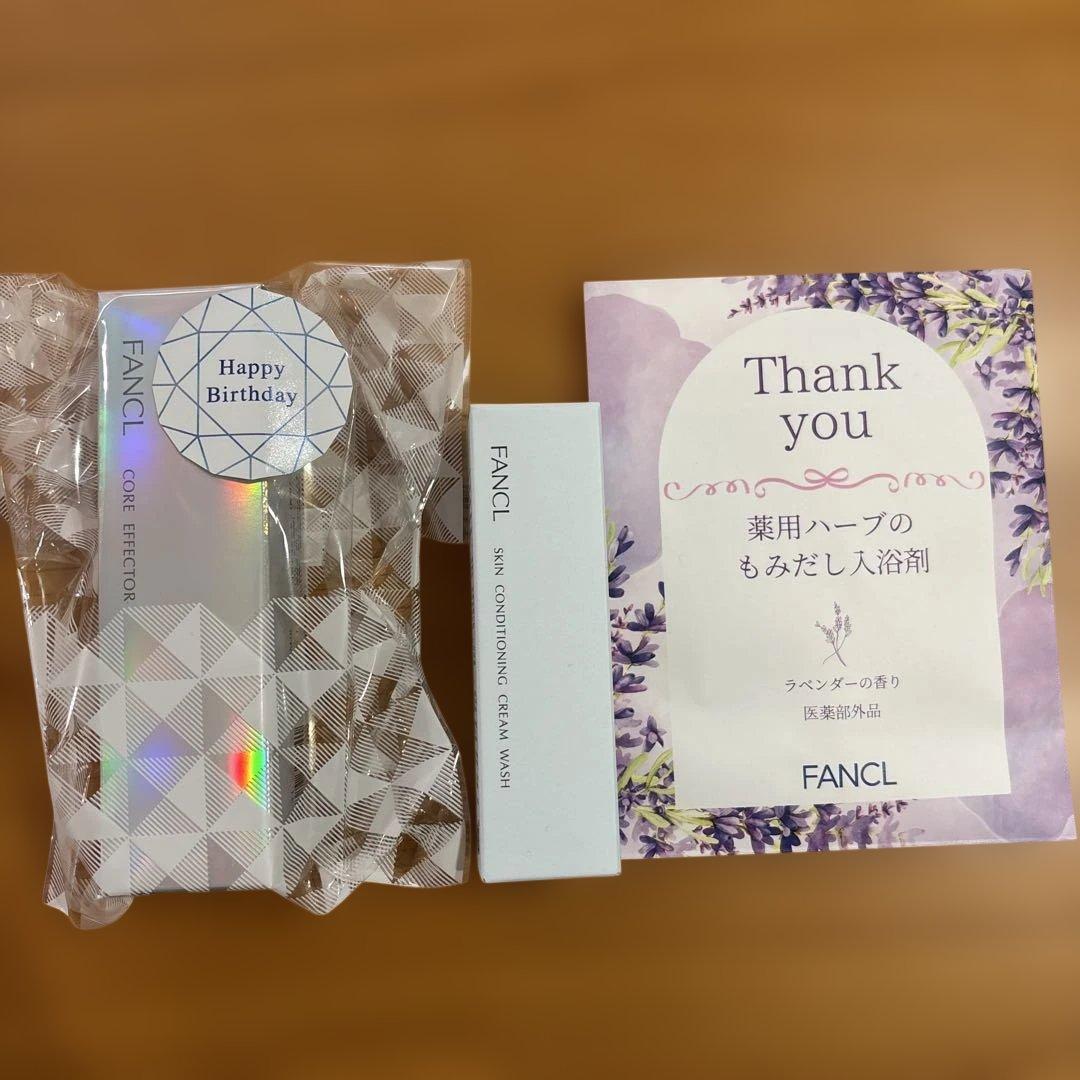 FANCL CORE EFFECTOR
Happy
Birthday
FANCL SKIN CONDITIONING CREAM WASH
Thank
you
薬用ハーブの
もみだし入浴剤
ラベンダーの香り
医薬部外品
FANCL